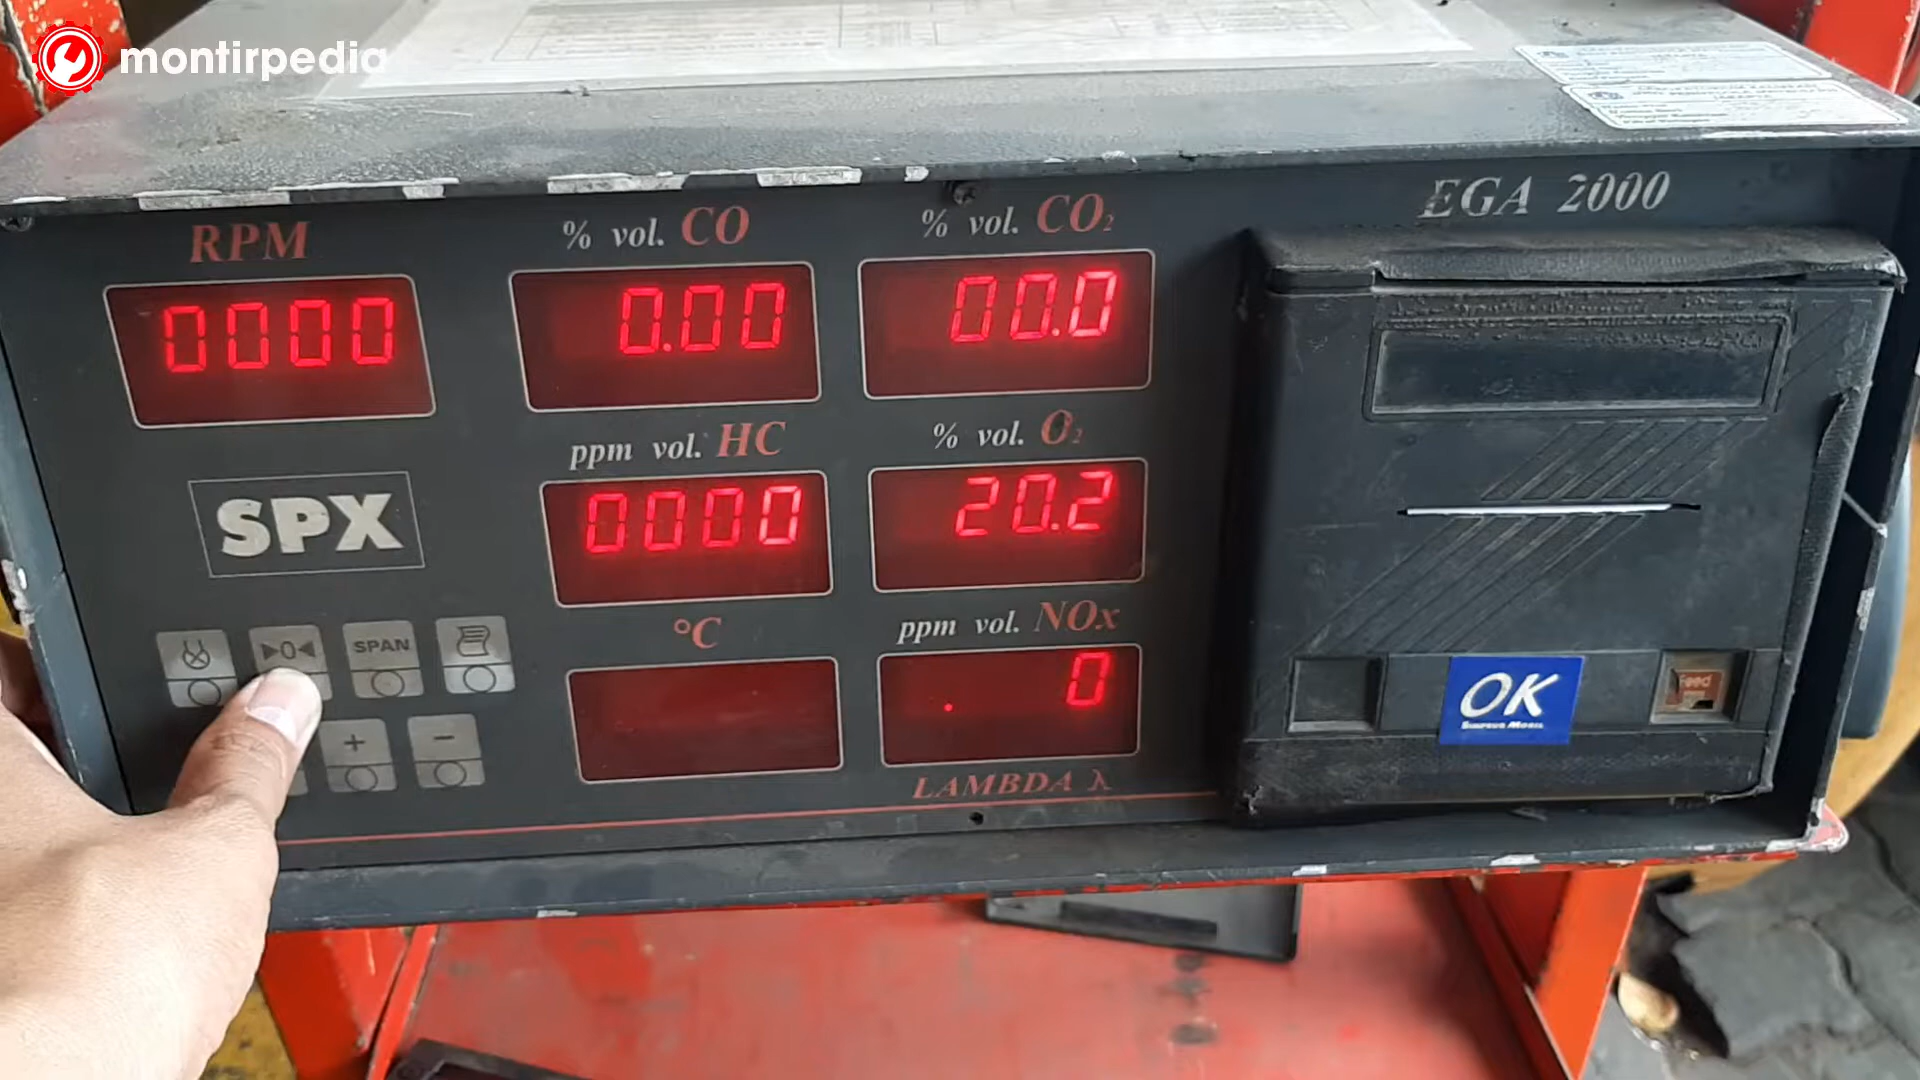 montirpedia
EGA 2000
RPM
% vol. CO
% vol. CO₂
0000
0.00
00.0
ppm vol. HC
% vol. O₂
0000
20.2
SPX
°C
ppm vol. NOx
0
LAMBDA λ
▶0◀
SPAN
+
−
OK
Feed